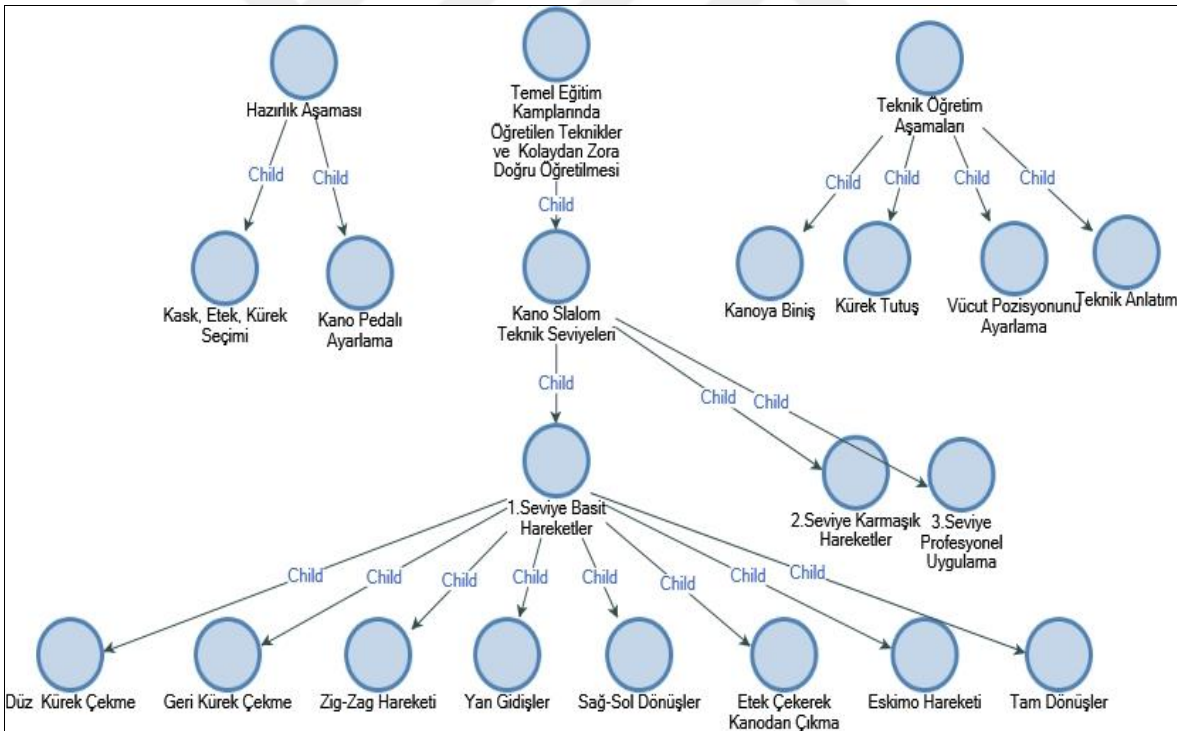 Hazırlık Aşaması
Child
Child
Kask, Etek, Kürek
Seçimi
Kano Pedalı
Ayarlama
Temel Eğitim
Kamplarında
Öğretilen Teknikler
ve Kolaydan Zora
Doğru Öğretilmesi
Child
Kano Slalom
Teknik Seviyeleri
Teknik Öğretim
Aşamaları
Child
Child
Child
Child
Kanoya Biniş
Kürek Tutuş
Vücut Pozisyonunu
Ayarlama
Teknik Anlatım
Child
Child
Child
1.Seviye Basit
Hareketler
2.Seviye Karmaşık
Hareketler
3.Seviye
Profesyonel
Uygulama
Child
Child
Child
Child
Child
Child
Child
Child
Düz Kürek Çekme
Geri Kürek Çekme
Zig-Zag Hareketi
Yan Gidişler
Sağ-Sol Dönüşler
Etek Çekerek
Kanodan Çıkma
Eskimo Hareketi
Tam Dönüşler